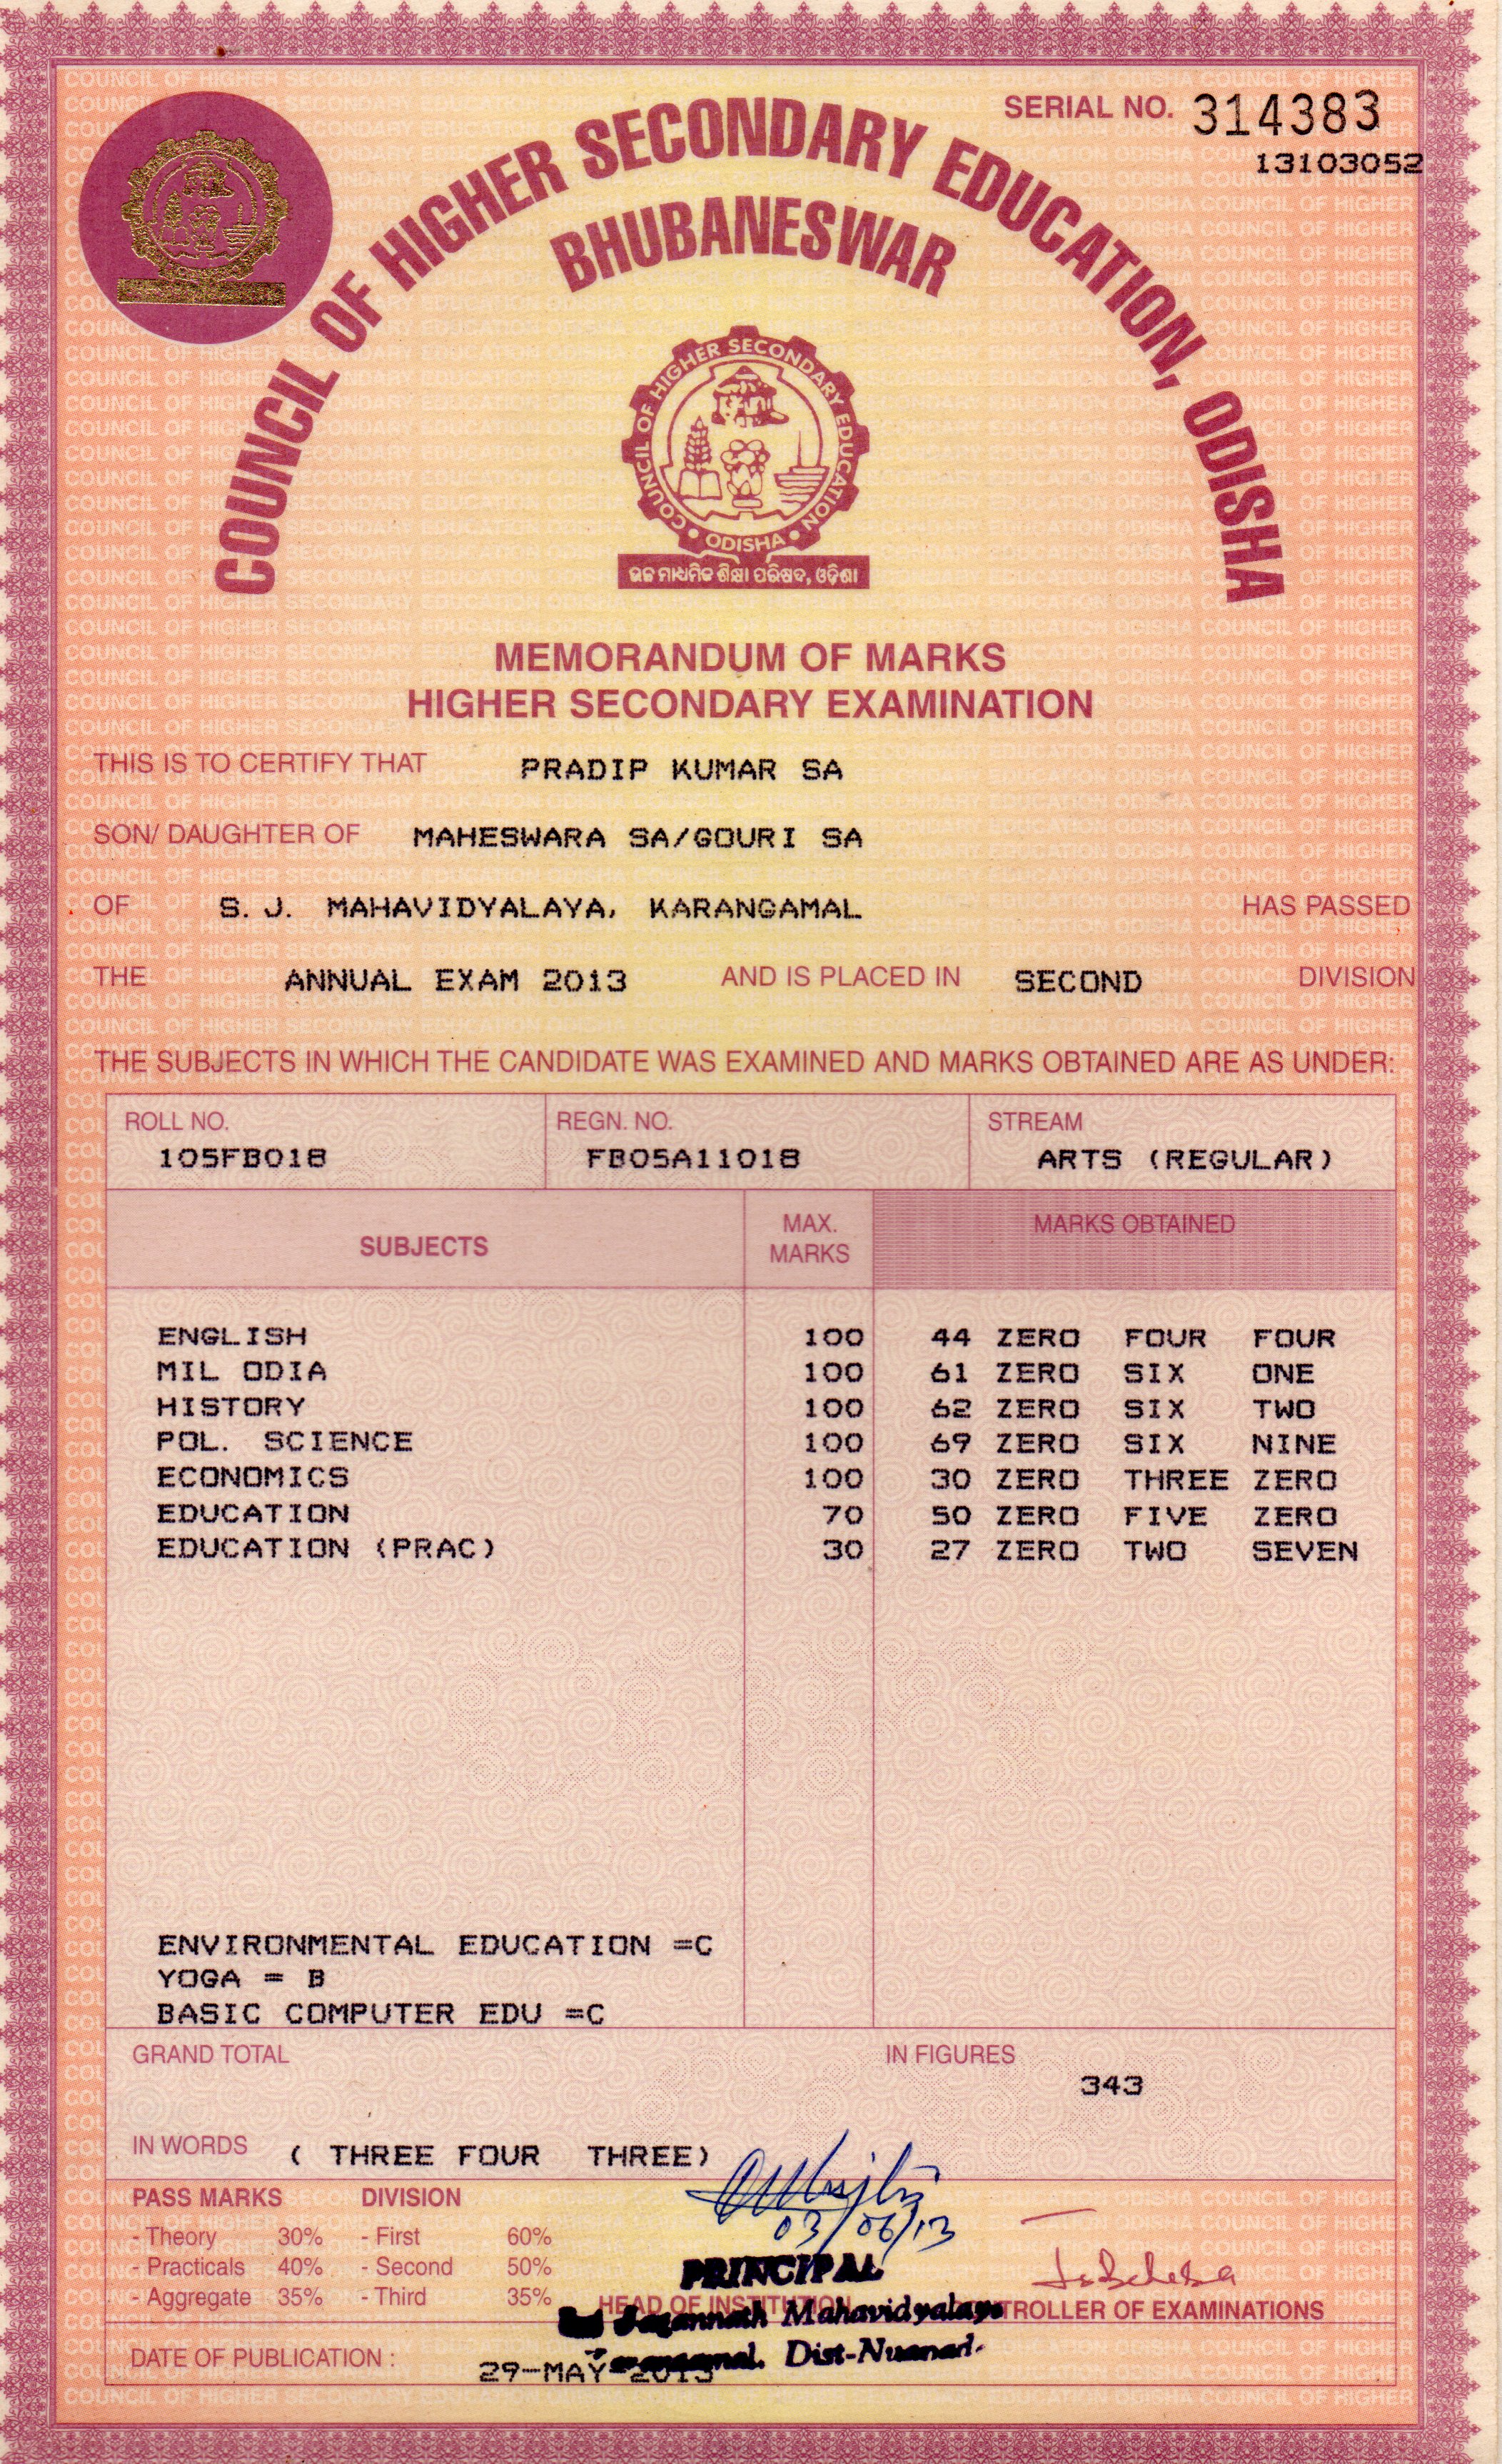 SERIAL NO. 314383
13103052
COUNCIL OF HIGHER SECONDARY EDUCATION, ODISHA
BHUBANESWAR
COUNCIL OF HIGHER SECONDARY EDUCATION
ODISHA
ଉଚ୍ଚ ମାଧ୍ୟମିକ ଶିକ୍ଷା ପରିଷଦ, ଓଡ଼ିଶା
MEMORANDUM OF MARKS
HIGHER SECONDARY EXAMINATION
THIS IS TO CERTIFY THAT PRADIP KUMAR SA
SON/ DAUGHTER OF MAHESWARA SA/GOURI SA
OF S. J. MAHAVIDYALAYA, KARANGAMAL HAS PASSED
THE ANNUAL EXAM 2013 AND IS PLACED IN SECOND DIVISION
THE SUBJECTS IN WHICH THE CANDIDATE WAS EXAMINED AND MARKS OBTAINED ARE AS UNDER:
ROLL NO. REGN. NO. STREAM
105FB018 FB05A11018 ARTS (REGULAR)
SUBJECTS MAX. MARKS MARKS OBTAINED
ENGLISH 100 44 ZERO FOUR FOUR
MIL ODIA 100 61 ZERO SIX ONE
HISTORY 100 62 ZERO SIX TWO
POL. SCIENCE 100 69 ZERO SIX NINE
ECONOMICS 100 30 ZERO THREE ZERO
EDUCATION 70 50 ZERO FIVE ZERO
EDUCATION (PRAC) 30 27 ZERO TWO SEVEN
ENVIRONMENTAL EDUCATION =C
YOGA = B
BASIC COMPUTER EDU =C
GRAND TOTAL IN FIGURES
343
IN WORDS ( THREE FOUR THREE)
PASS MARKS DIVISION
- Theory 30% - First 60%
- Practicals 40% - Second 50%
- Aggregate 35% - Third 35%
03/06/13
PRINCIPAL
HEAD OF INSTITUTION
Jagannath Mahavidyalaya
CONTROLLER OF EXAMINATIONS
Dist-
DATE OF PUBLICATION : 29-MAY-2013